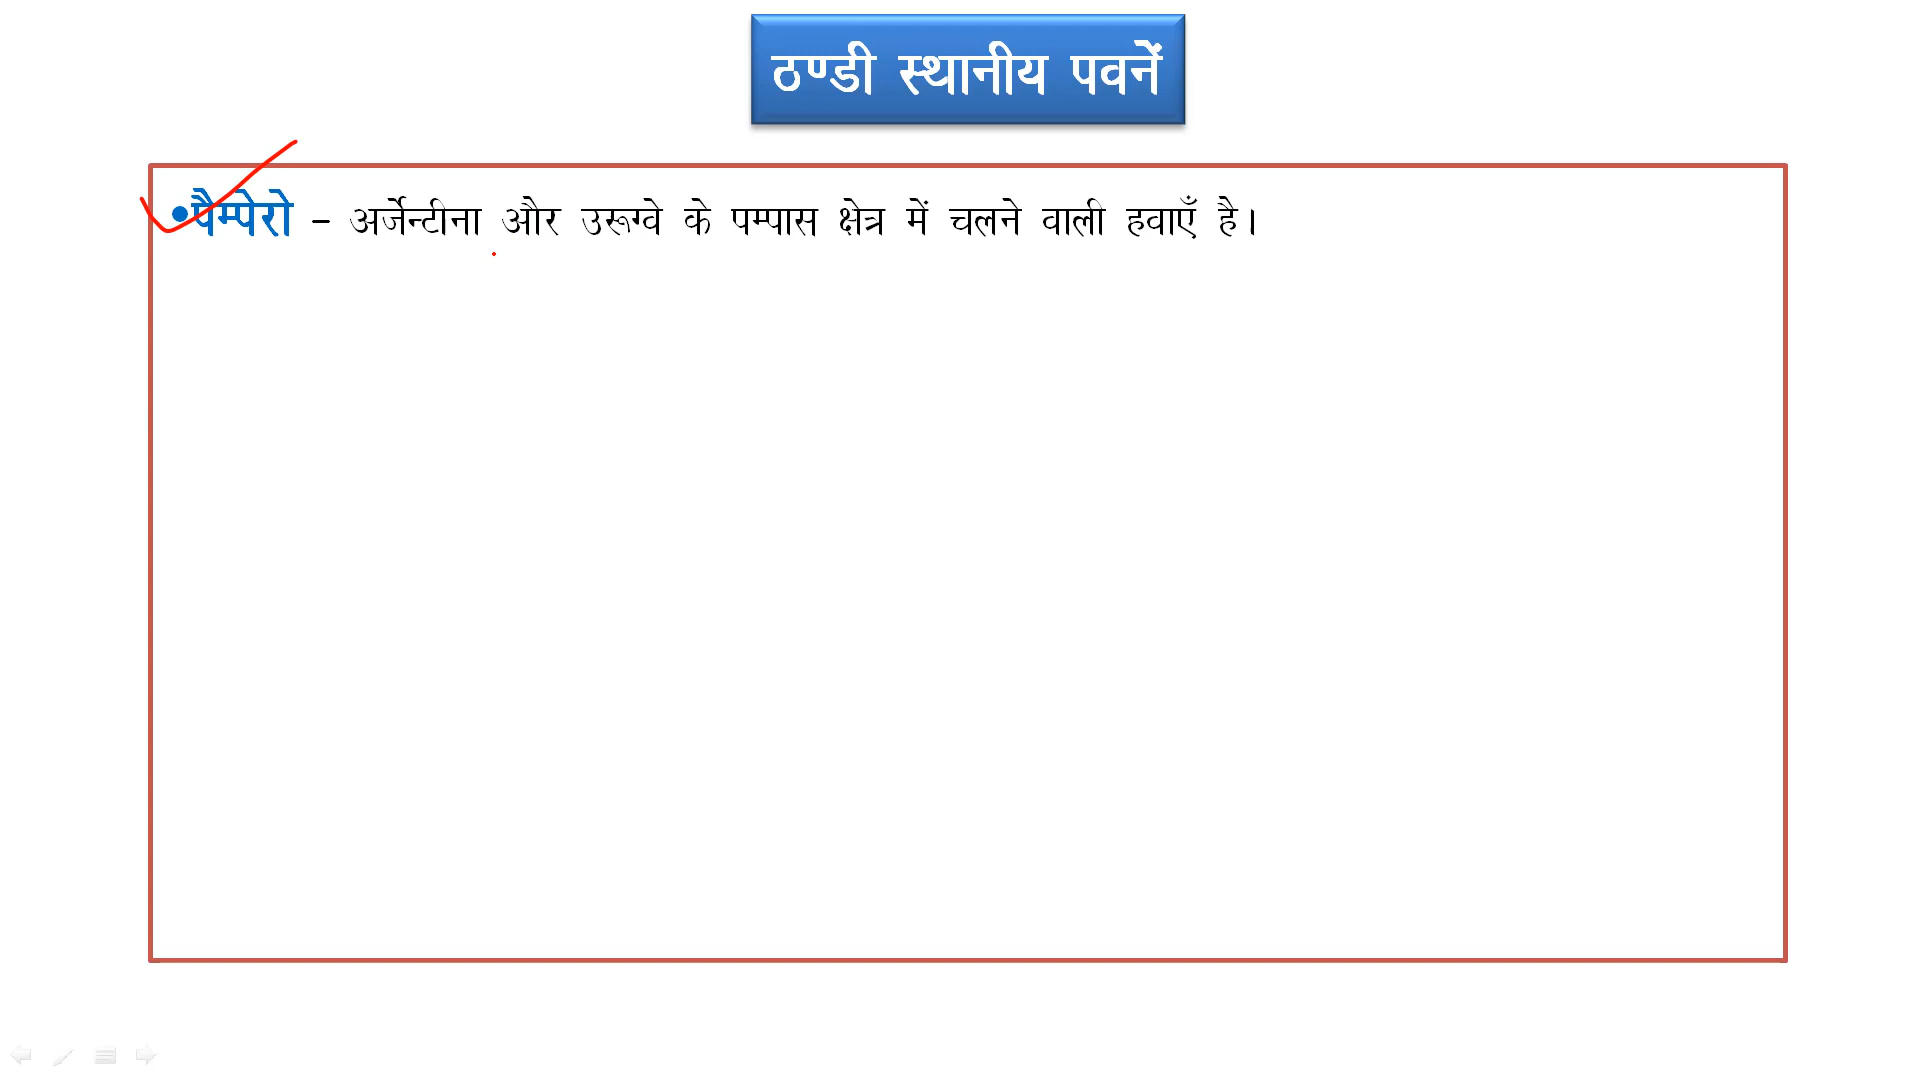 ठण्डी स्थानीय पवनें
•पैम्पेरो – अर्जेन्टीना और उरूग्वे के पम्पास क्षेत्र में चलने वाली हवाएँ है।